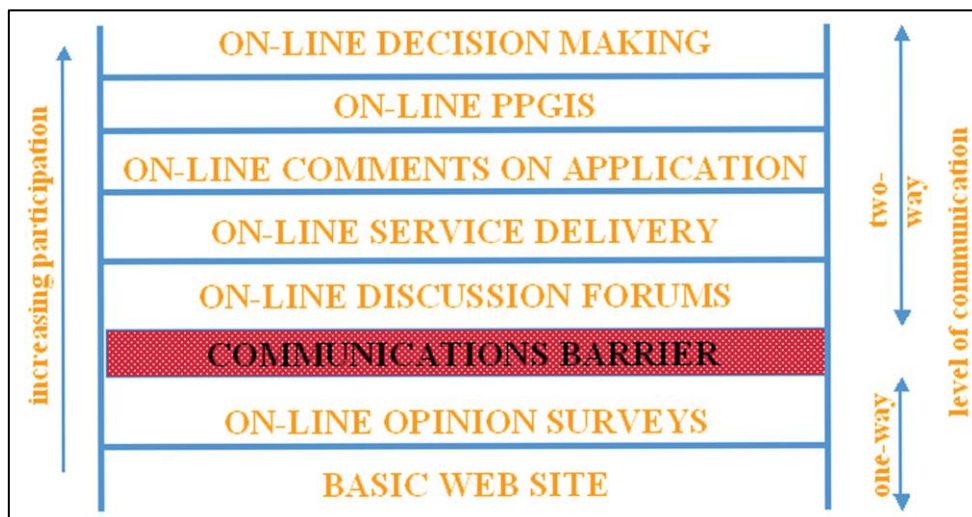 ON-LINE DECISION MAKING
ON-LINE PPGIS
ON-LINE COMMENTS ON APPLICATION
ON-LINE SERVICE DELIVERY
ON-LINE DISCUSSION FORUMS
COMMUNICATIONS BARRIER
ON-LINE OPINION SURVEYS
BASIC WEB SITE
increasing participation
two-
way
one-way
level of communication